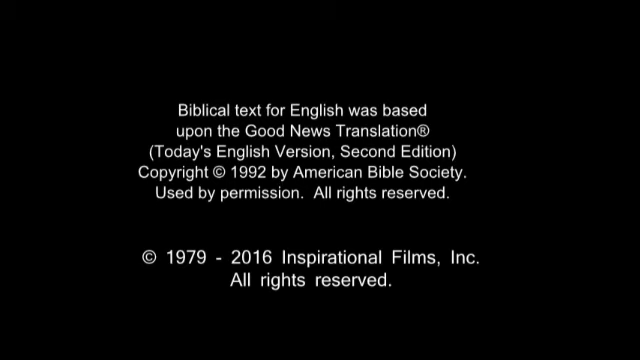 Biblical text for English was based
upon the Good News Translation®
(Today's English Version, Second Edition)
Copyright © 1992 by American Bible Society.
Used by permission.  All rights reserved.
© 1979 - 2016 Inspirational Films, Inc.
All rights reserved.